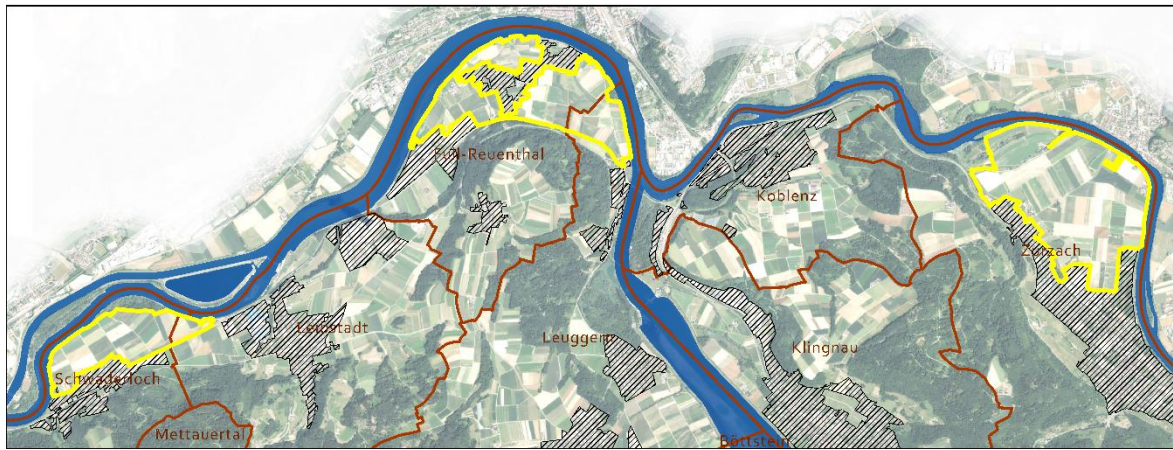 Full-Reuenthal
Koblenz
Zurzach
Leibstadt
Leuggern
Klingnau
Schwaderloch
Mettauertal
Böttstein